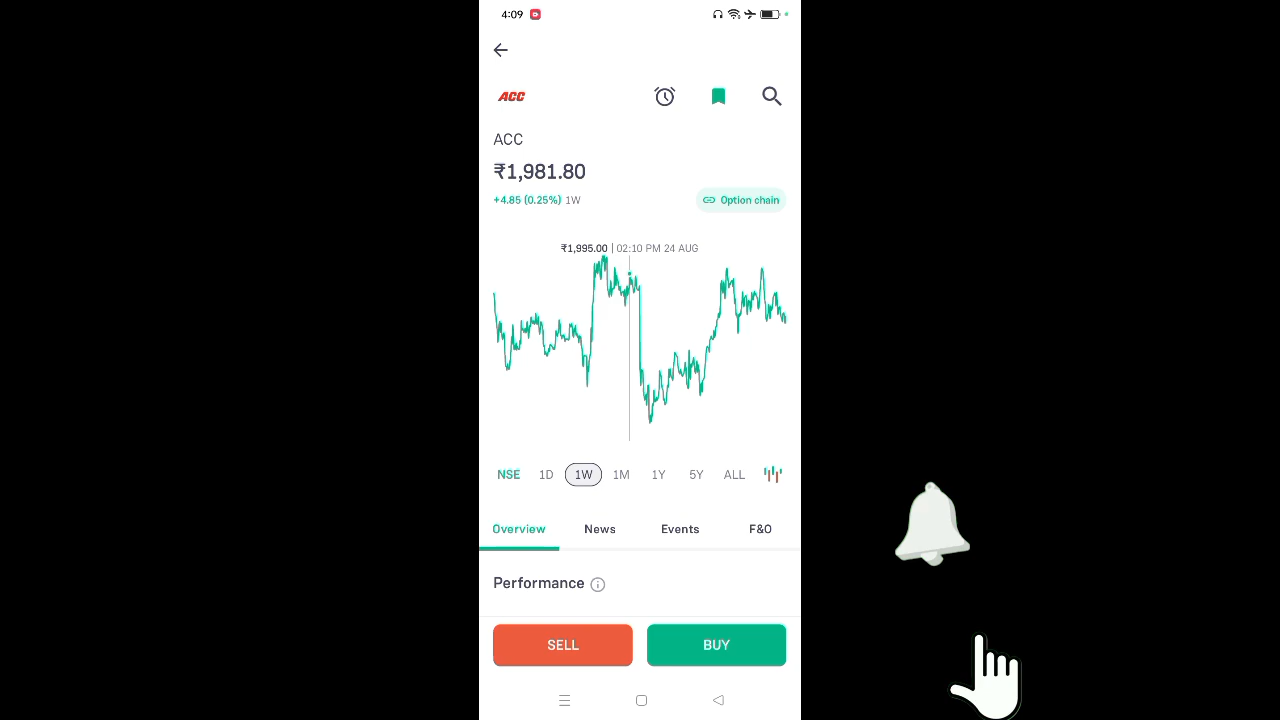 4:09
ACC
ACC
₹1,981.80
+4.85 (0.25%) 1W
Option chain
₹1,995.00 | 02:10 PM 24 AUG
NSE 1D 1W 1M 1Y 5Y ALL
Overview News Events F&O
Performance
SELL BUY